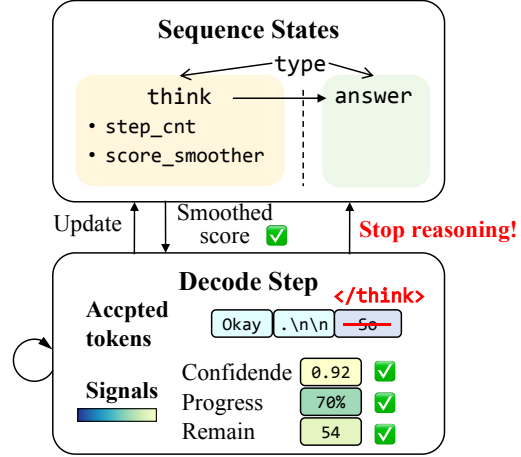 Sequence States
type
think answer
• step_cnt
• score_smoother
Update Smoothed score Stop reasoning!
Decode Step
</think>
Accpted tokens Okay .\n\n So
Signals
Confidende 0.92
Progress 70%
Remain 54